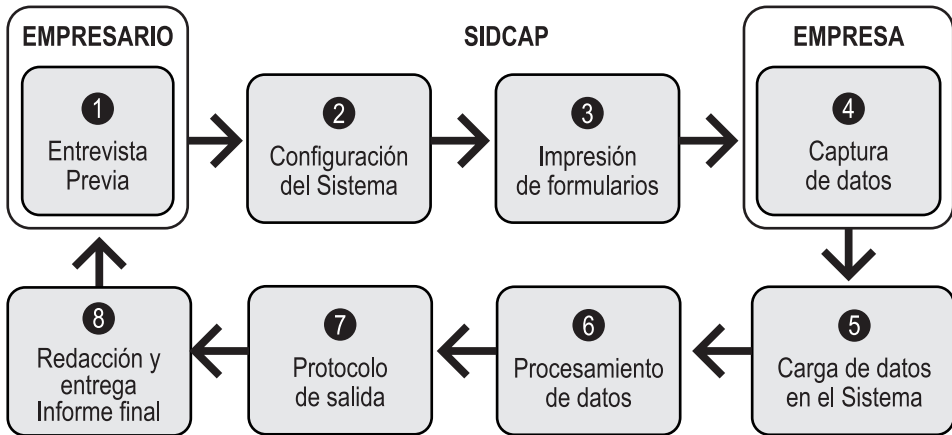 EMPRESARIO
SIDCAP
EMPRESA
1
Entrevista
Previa
2
Configuración
del Sistema
3
Impresión
de formularios
4
Captura
de datos
5
Carga de datos
en el Sistema
6
Procesamiento
de datos
7
Protocolo
de salida
8
Redacción y
entrega
Informe final